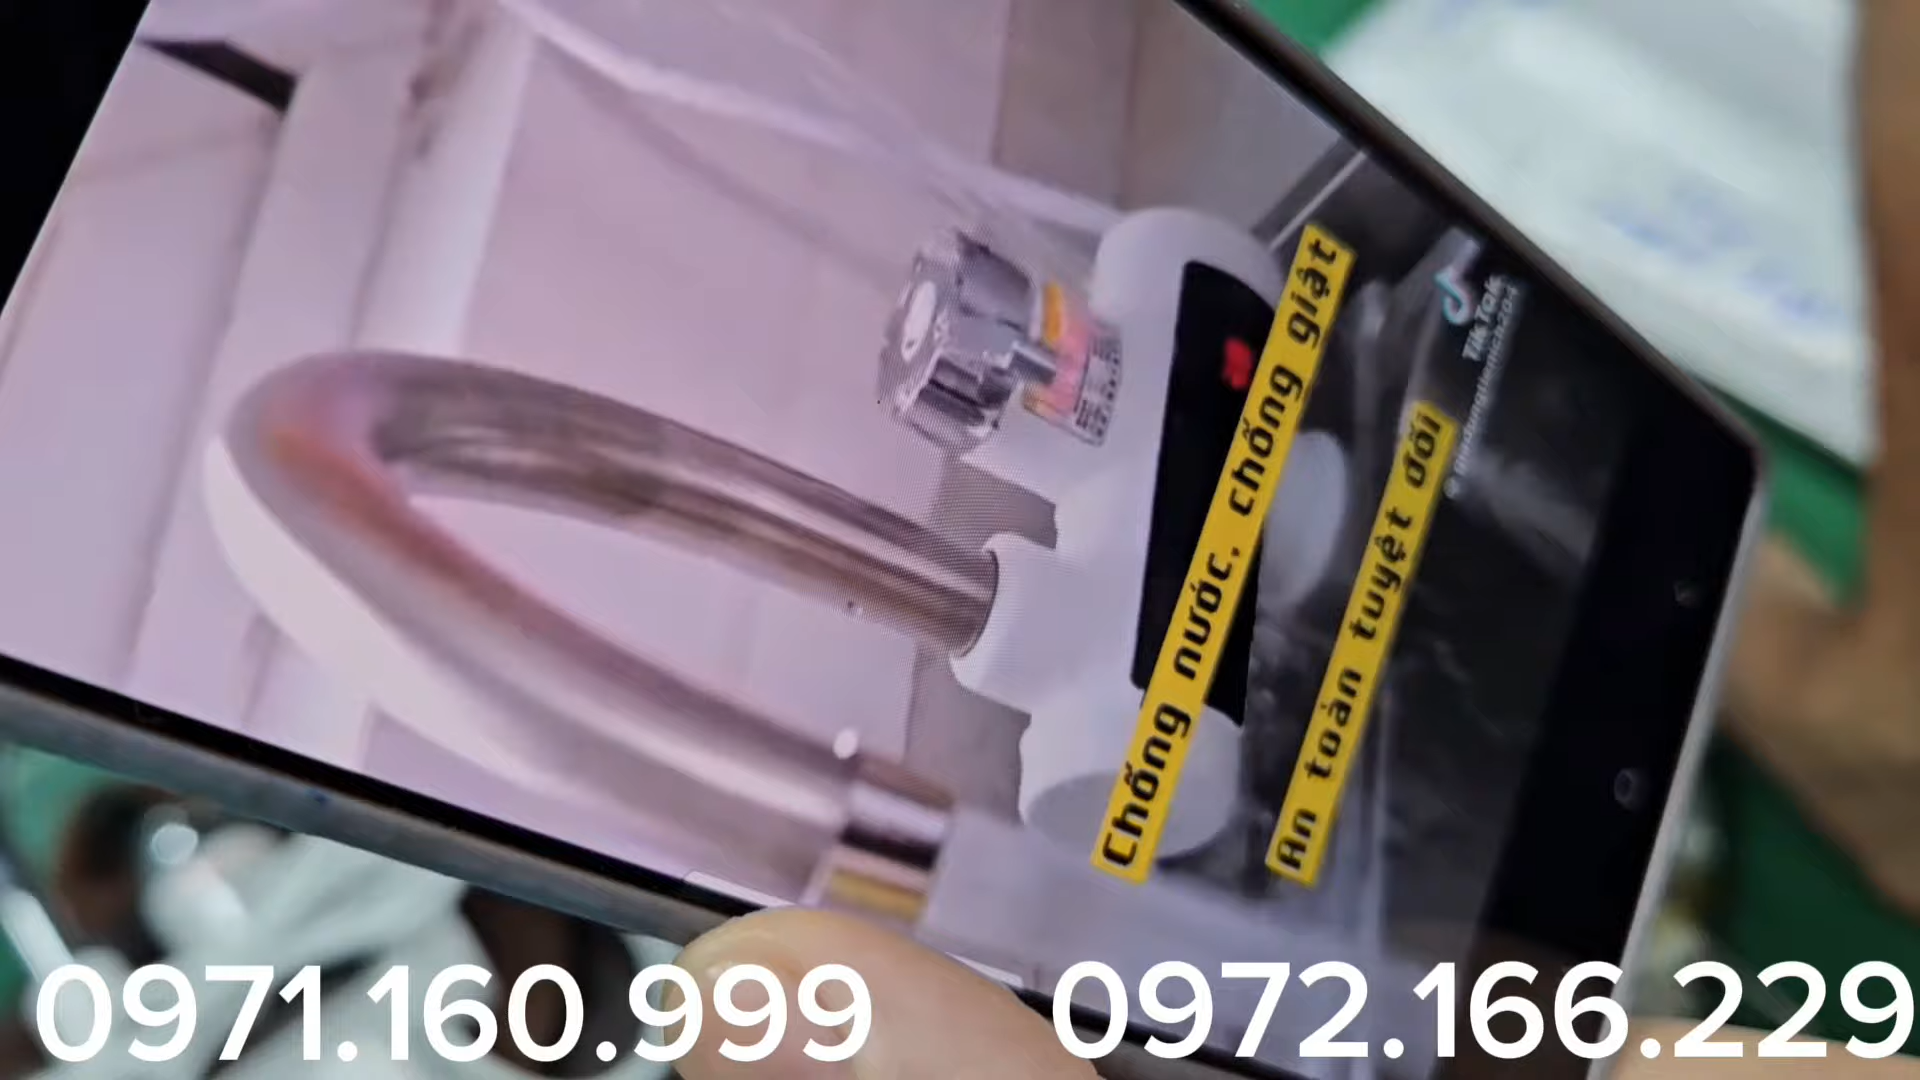 Chống nước, chống giật
An toàn tuyệt đối
TikTok
0971.160.999
0972.166.229